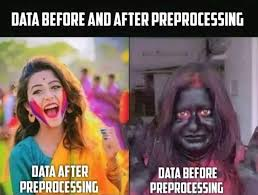 DATA BEFORE AND AFTER PREPROCESSING
DATA AFTER
PREPROCESSING
DATA BEFORE
PREPROCESSING